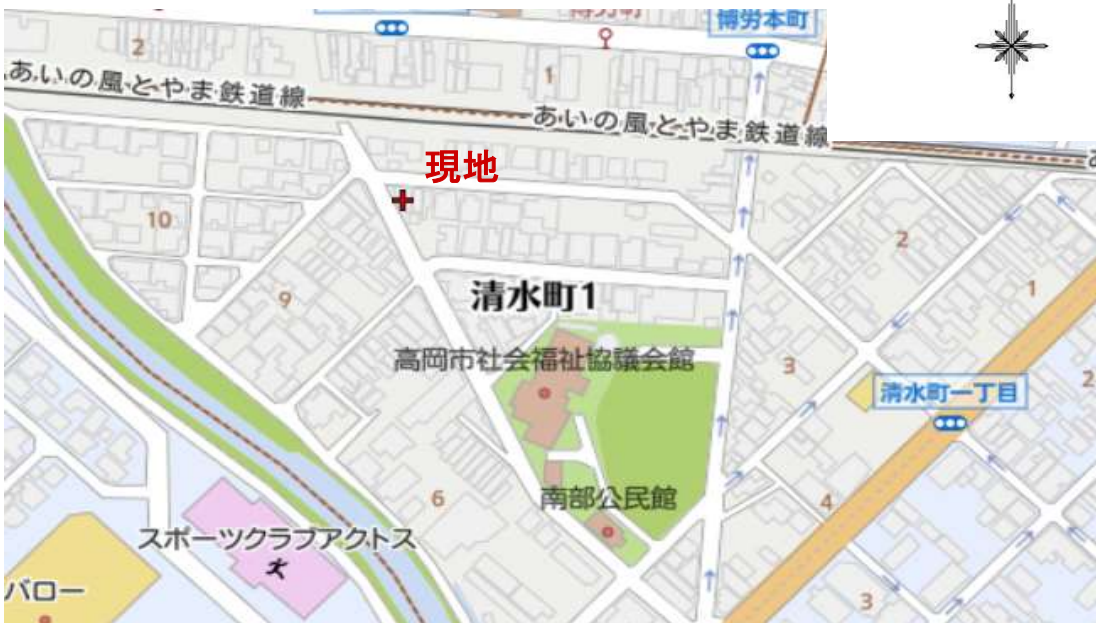 博労本町
2
1
あいの風とやま鉄道線
あいの風とやま鉄道線
現地
10
2
9
清水町1
1
高岡市社会福祉協議会館
3
2
清水町一丁目
6
南部公民館
4
スポーツクラブアクトス
バロー
3